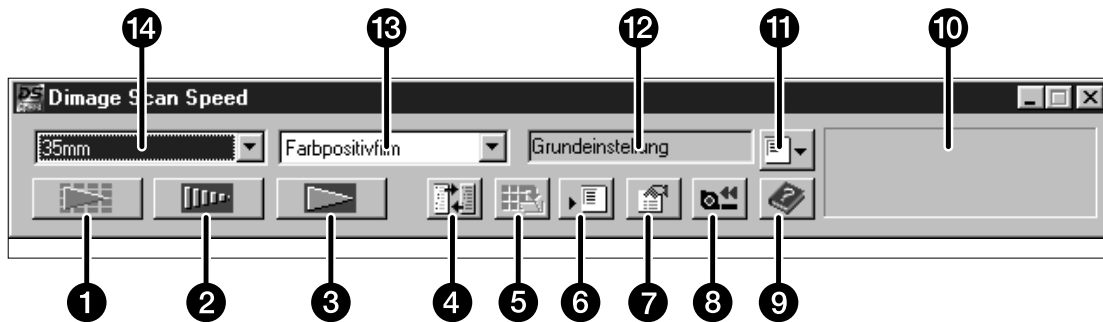 14 13 12 11 10
DS Dimage Scan Speed
35mm Farbpositivfilm Grundeinstellung
1 2 3 4 5 6 7 8 9